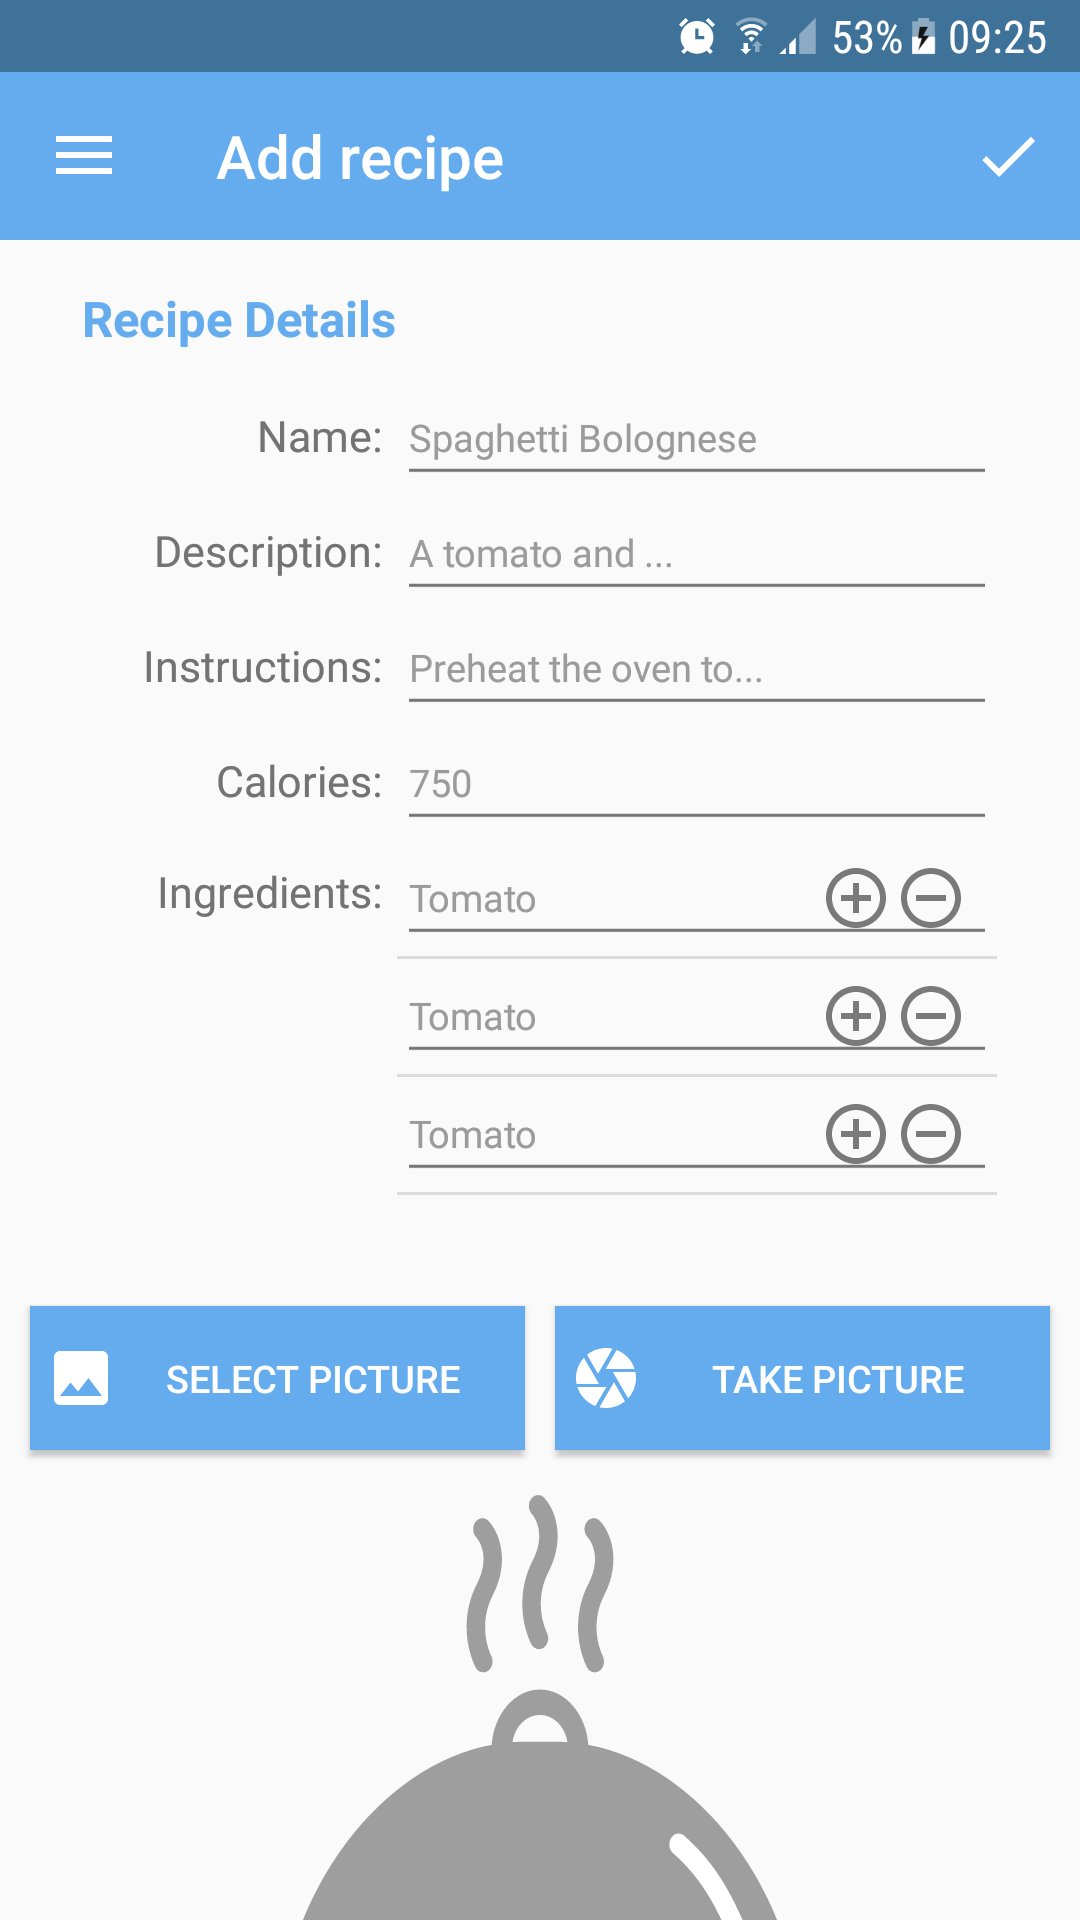 53% 09:25
Add recipe
Recipe Details
Name: Spaghetti Bolognese
Description: A tomato and ...
Instructions: Preheat the oven to...
Calories: 750
Ingredients: Tomato
Tomato
Tomato
SELECT PICTURE TAKE PICTURE